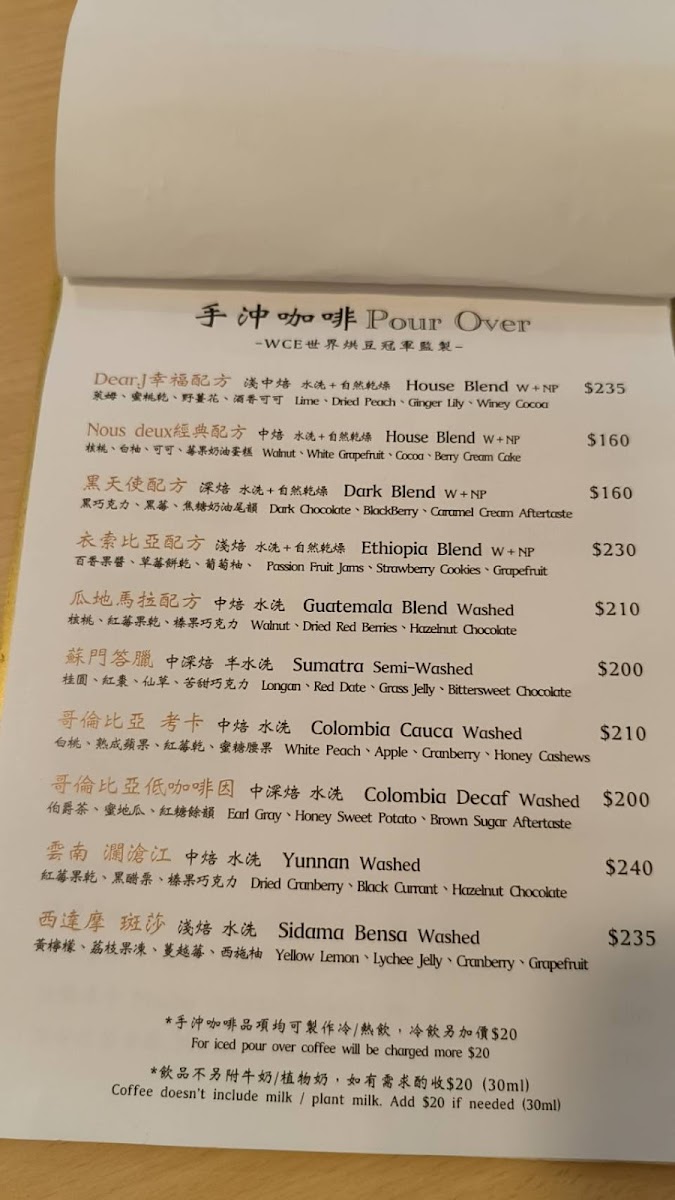 手沖咖啡 Pour Over
-WCE世界烘豆冠軍監製-
Dear.J幸福配方 淺中焙 水洗+自然乾燥 House Blend W+NP $235
萊姆、蜜桃乾、野薑花、酒香可可 Lime、Dried Peach、Ginger Lily、Winey Cocoa
Nous deux經典配方 中焙 水洗+自然乾燥 House Blend W+NP $160
核桃、白柚、可可、莓果奶油蛋糕 Walnut、White Grapefruit、Cocoa、Berry Cream Cake
黑天使配方 深焙 水洗+自然乾燥 Dark Blend W+NP $160
黑巧克力、黑莓、焦糖奶油尾韻 Dark Chocolate、BlackBerry、Caramel Cream Aftertaste
衣索比亞配方 淺焙 水洗+自然乾燥 Ethiopia Blend W+NP $230
百香果醬、草莓餅乾、葡萄柚、 Passion Fruit Jams、Strawberry Cookies、Grapefruit
瓜地馬拉配方 中焙 水洗 Guatemala Blend Washed $210
核桃、紅莓果乾、榛果巧克力 Walnut、Dried Red Berries、Hazelnut Chocolate
蘇門答臘 中深焙 半水洗 Sumatra Semi-Washed $200
桂圓、紅棗、仙草、苦甜巧克力 Longan、Red Date、Grass Jelly、Bittersweet Chocolate
哥倫比亞 考卡 中焙 水洗 Colombia Cauca Washed $210
白桃、熟成蘋果、紅莓乾、蜜糖腰果 White Peach、Apple、Cranberry、Honey Cashews
哥倫比亞低咖啡因 中深焙 水洗 Colombia Decaf Washed $200
伯爵茶、蜜地瓜、紅糖餘韻 Earl Gray、Honey Sweet Potato、Brown Sugar Aftertaste
雲南 瀾滄江 中焙 水洗 Yunnan Washed $240
紅莓果乾、黑醋栗、榛果巧克力 Dried Cranberry、Black Currant、Hazelnut Chocolate
西達摩 班莎 淺焙 水洗 Sidama Bensa Washed $235
黃檸檬、荔枝果凍、蔓越莓、西施柚 Yellow Lemon、Lychee Jelly、Cranberry、Grapefruit
*手沖咖啡品項均可製作冷/熱飲,冷飲另加價$20
For iced pour over coffee will be charged more $20
*飲品不另附牛奶/植物奶,如有需求酌收$20 (30ml)
Coffee doesn't include milk / plant milk. Add $20 if needed (30ml)